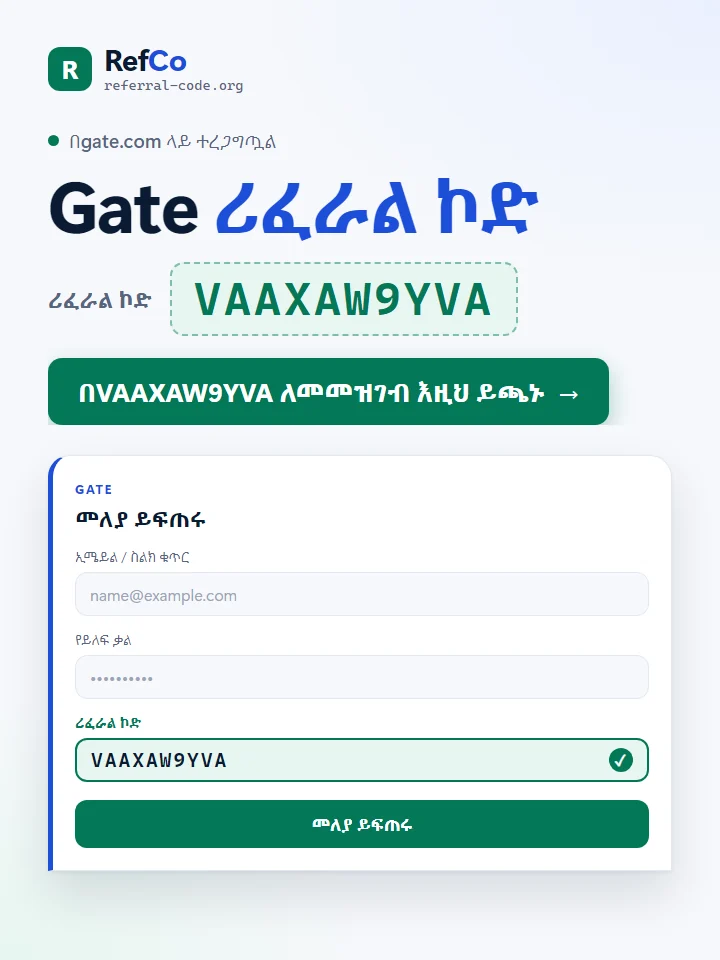 R
RefCo
referral-code.org
በgate.com ላይ ተረጋግጧል
Gate ሪፈራል ኮድ
ሪፈራል ኮድ VAAXAW9YVA
በVAAXAW9YVA ለመመዝገብ እዚህ ይጫኑ →
GATE
መለያ ይፍጠሩ
ኢሜይል / ስልክ ቁጥር
name@example.com
የይለፍ ቃል
••••••••••
ሪፈራል ኮድ
VAAXAW9YVA
መለያ ይፍጠሩ